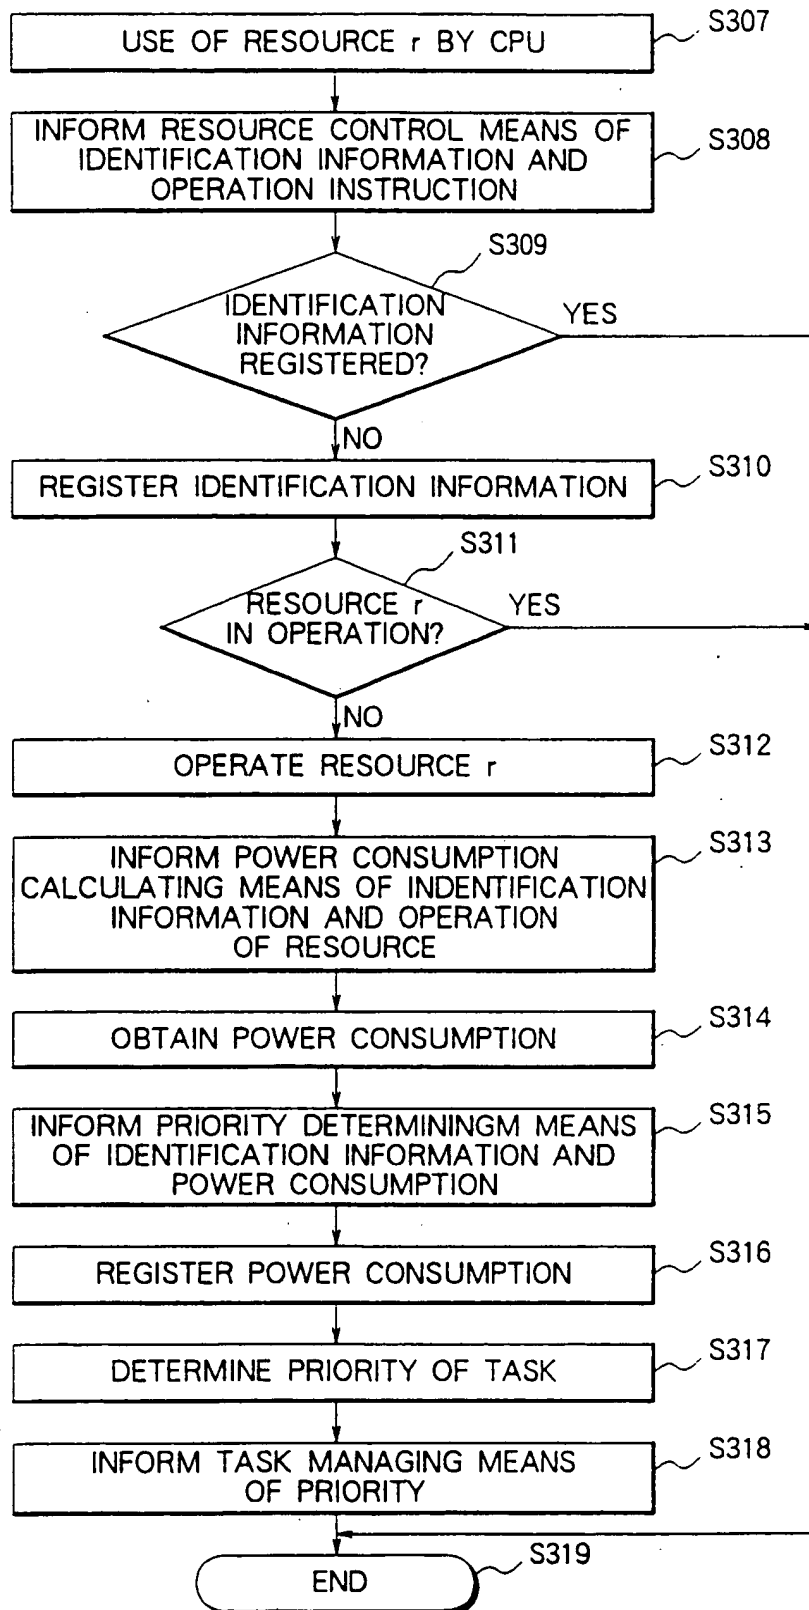 S307
USE OF RESOURCE r BY CPU
S308
INFORM RESOURCE CONTROL MEANS OF
IDENTIFICATION INFORMATION AND
OPERATION INSTRUCTION
S309
IDENTIFICATION
INFORMATION
REGISTERED?
YES
NO
S310
REGISTER IDENTIFICATION INFORMATION
S311
RESOURCE r
IN OPERATION?
YES
NO
S312
OPERATE RESOURCE r
S313
INFORM POWER CONSUMPTION
CALCULATING MEANS OF INDENTIFICATION
INFORMATION AND OPERATION
OF RESOURCE
S314
OBTAIN POWER CONSUMPTION
S315
INFORM PRIORITY DETERMININGM MEANS
OF IDENTIFICATION INFORMATION AND
POWER CONSUMPTION
S316
REGISTER POWER CONSUMPTION
S317
DETERMINE PRIORITY OF TASK
S318
INFORM TASK MANAGING MEANS
OF PRIORITY
S319
END